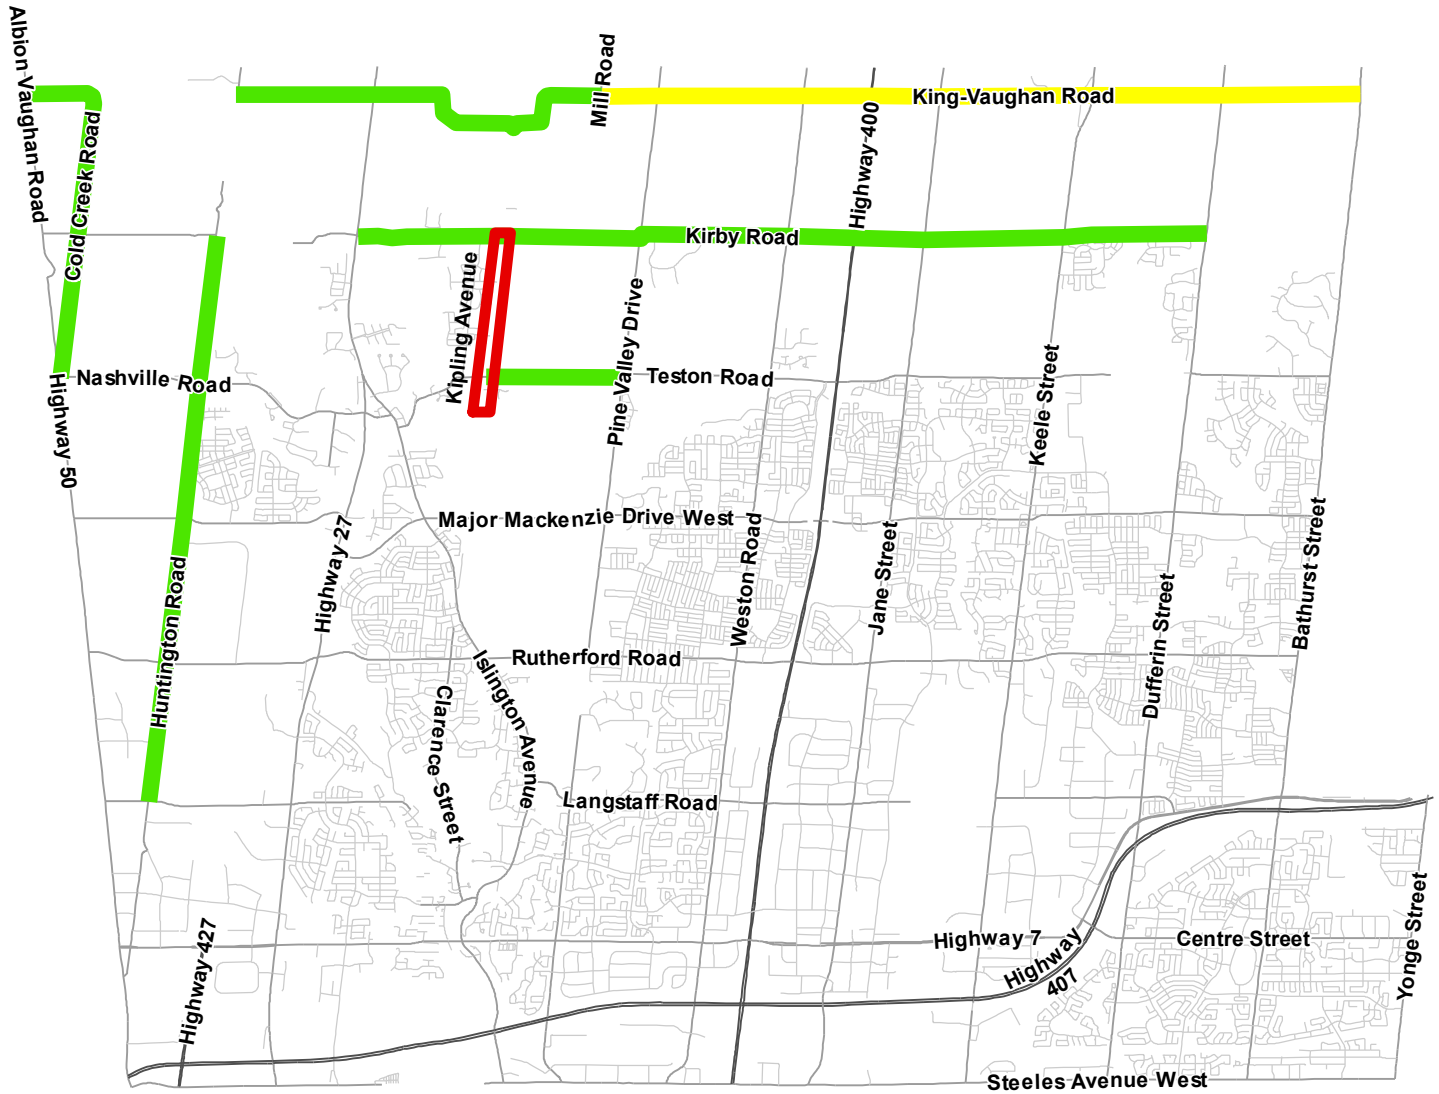 Albion-Vaughan Road
Mill Road
King-Vaughan Road
Cold Creek Road
Highway 400
Kirby Road
Kipling Avenue
Pine Valley Drive
Nashville Road
Teston Road
Keele Street
Highway 50
Major Mackenzie Drive West
Highway 27
Weston Road
Jane Street
Bathurst Street
Huntington Road
Dufferin Street
Rutherford Road
Islington Avenue
Clarence Street
Langstaff Road
Highway 7
Centre Street
Yonge Street
Highway 427
Highway
407
Steeles Avenue West